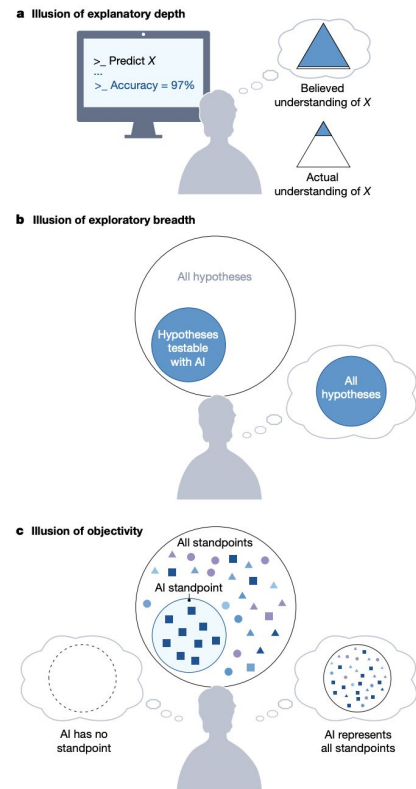 a Illusion of explanatory depth
>_ Predict X
...
>_ Accuracy = 97%
Believed
understanding of X
Actual
understanding of X
b Illusion of exploratory breadth
All hypotheses
Hypotheses
testable
with AI
All
hypotheses
c Illusion of objectivity
All standpoints
AI standpoint
AI has no
standpoint
AI represents
all standpoints